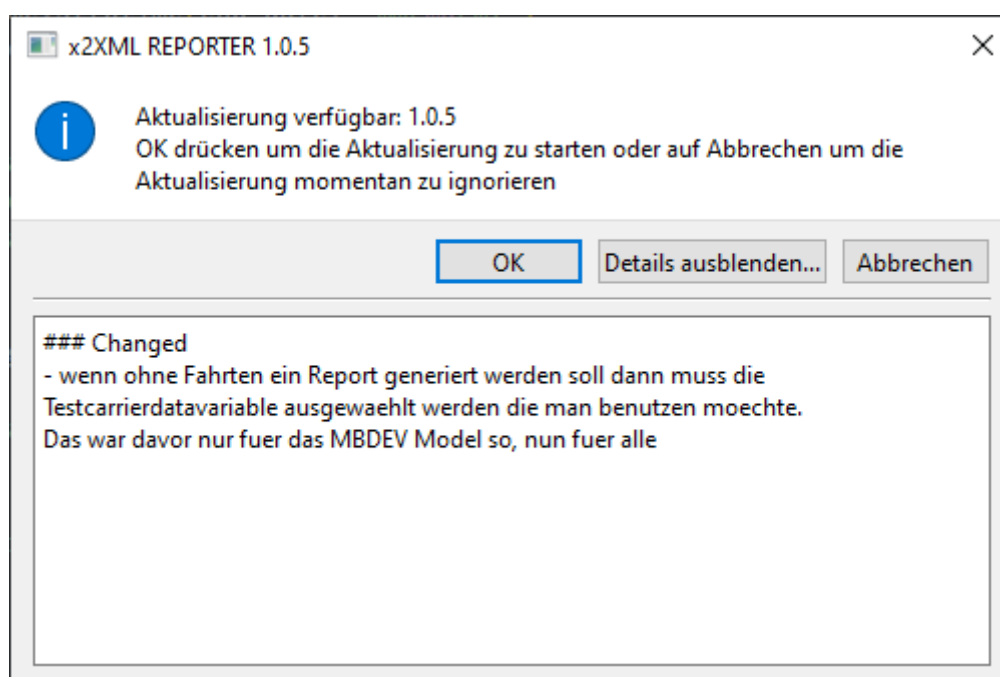 x2XML REPORTER 1.0.5
Aktualisierung verfügbar: 1.0.5
OK drücken um die Aktualisierung zu starten oder auf Abbrechen um die
Aktualisierung momentan zu ignorieren
OK
Details ausblenden...
Abbrechen
### Changed
- wenn ohne Fahrten ein Report generiert werden soll dann muss die
Testcarrierdatavariable ausgewaehlt werden die man benutzen moechte.
Das war davor nur fuer das MBDEV Model so, nun fuer alle